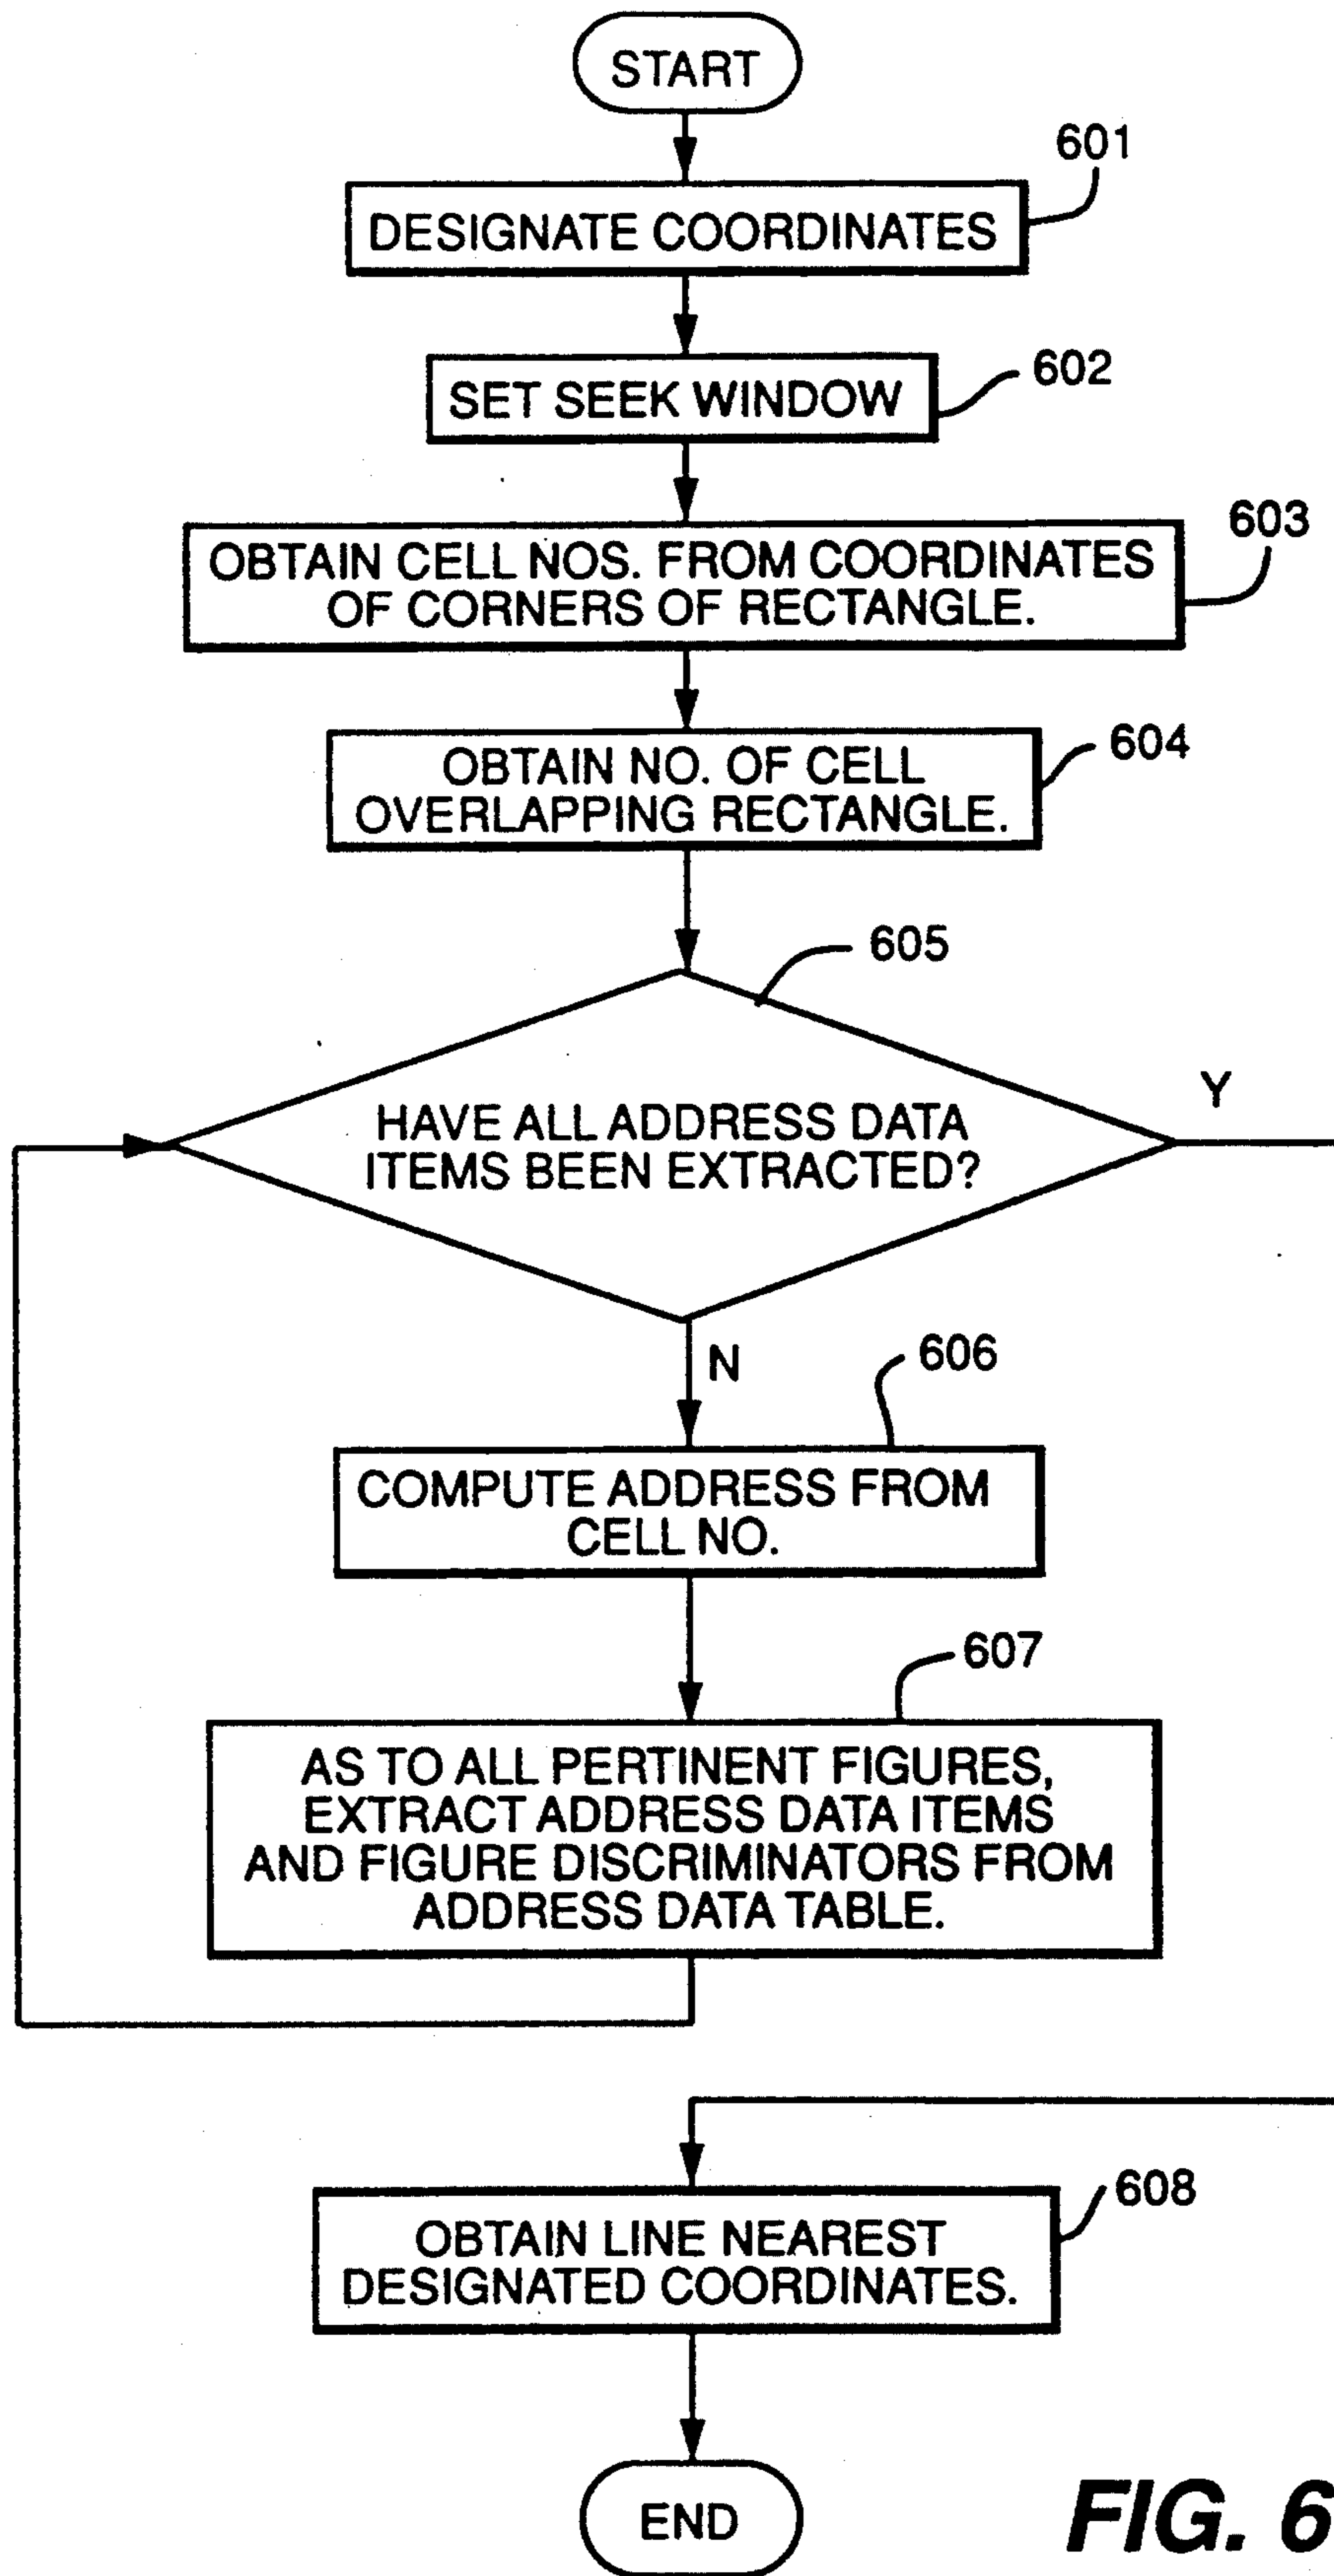 START
601
DESIGNATE COORDINATES
602
SET SEEK WINDOW
603
OBTAIN CELL NOS. FROM COORDINATES
OF CORNERS OF RECTANGLE.
604
OBTAIN NO. OF CELL
OVERLAPPING RECTANGLE.
605
Y
HAVE ALL ADDRESS DATA
ITEMS BEEN EXTRACTED?
N
606
COMPUTE ADDRESS FROM
CELL NO.
607
AS TO ALL PERTINENT FIGURES,
EXTRACT ADDRESS DATA ITEMS
AND FIGURE DISCRIMINATORS FROM
ADDRESS DATA TABLE.
608
OBTAIN LINE NEAREST
DESIGNATED COORDINATES.
END
FIG. 6